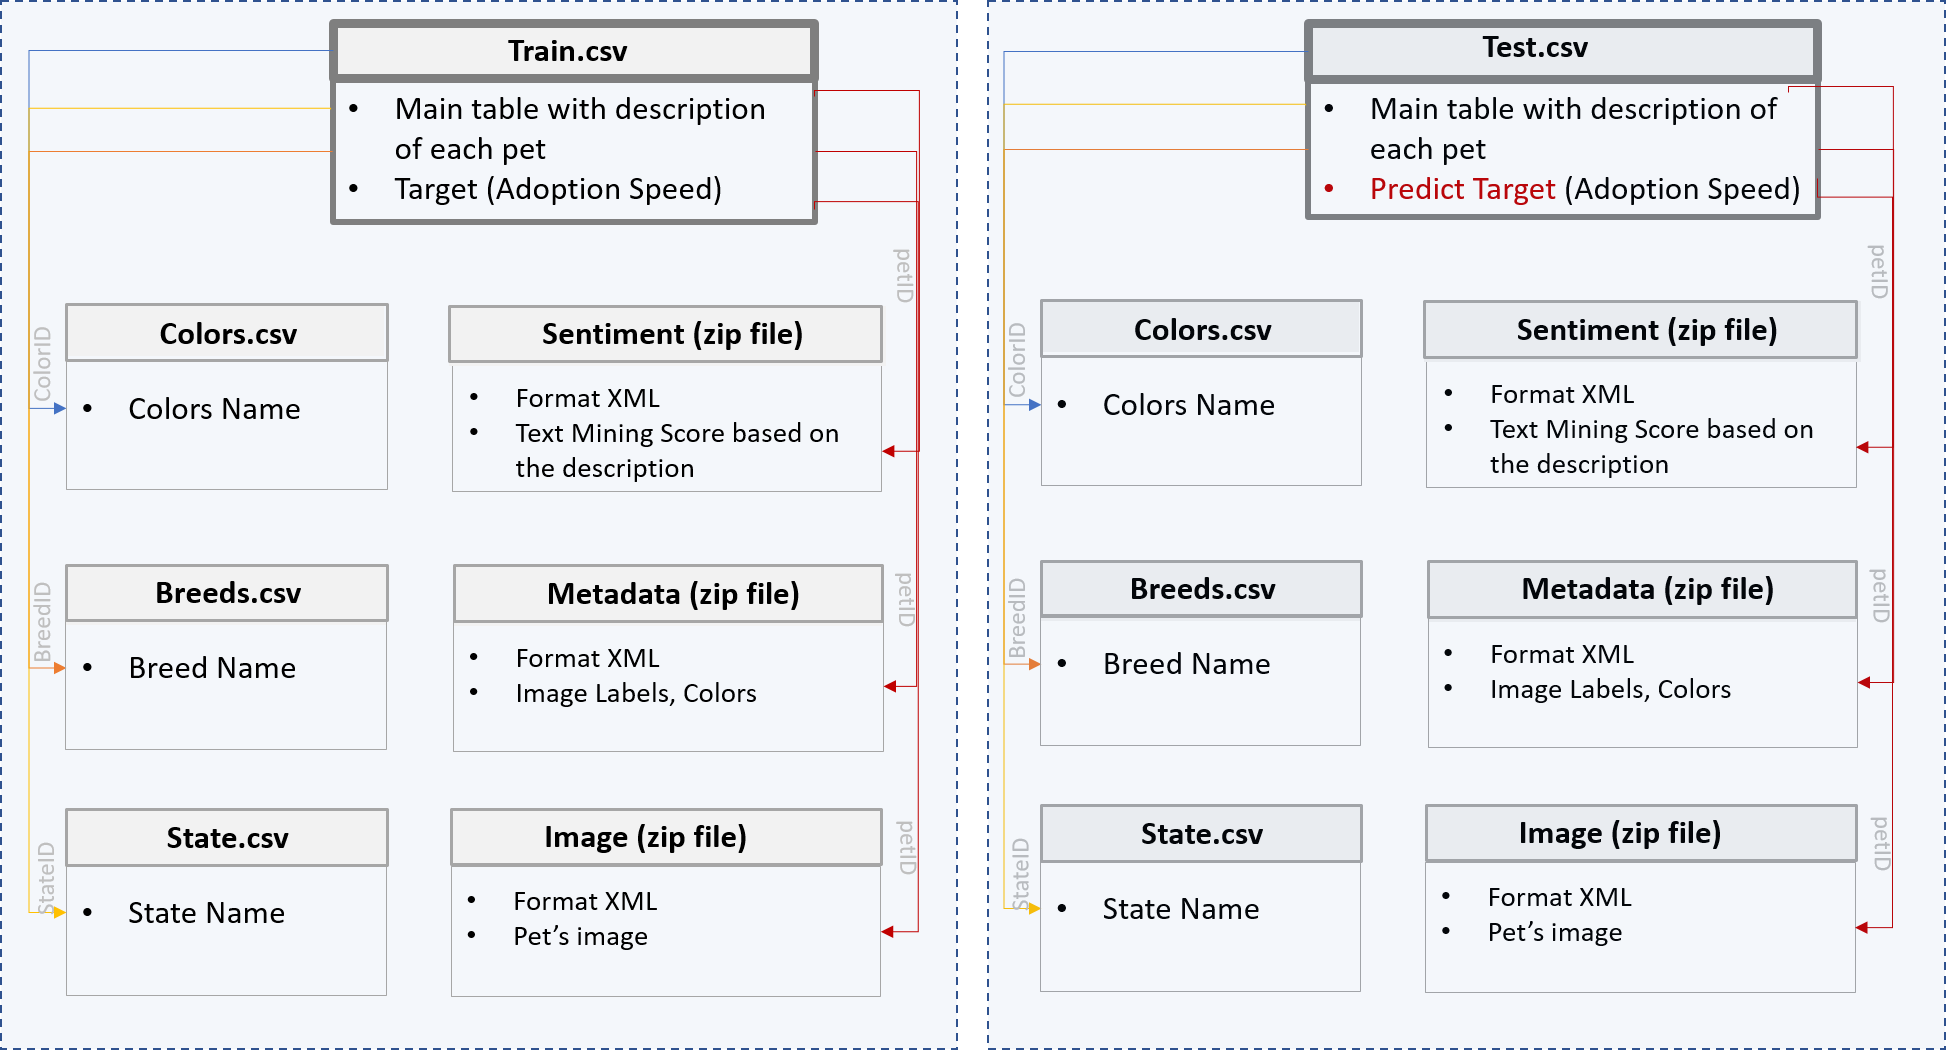 Train.csv
• Main table with description
of each pet
• Target (Adoption Speed)
petID
ColorID
Colors.csv
• Colors Name
Sentiment (zip file)
• Format XML
• Text Mining Score based on
the description
BreedID
Breeds.csv
• Breed Name
Metadata (zip file)
• Format XML
• Image Labels, Colors
petID
StateID
State.csv
• State Name
Image (zip file)
• Format XML
• Pet’s image
petID
Test.csv
• Main table with description of
each pet
• Predict Target (Adoption Speed)
petID
ColorID
Colors.csv
• Colors Name
Sentiment (zip file)
• Format XML
• Text Mining Score based on
the description
BreedID
Breeds.csv
• Breed Name
Metadata (zip file)
• Format XML
• Image Labels, Colors
petID
StateID
State.csv
• State Name
Image (zip file)
• Format XML
• Pet’s image
petID